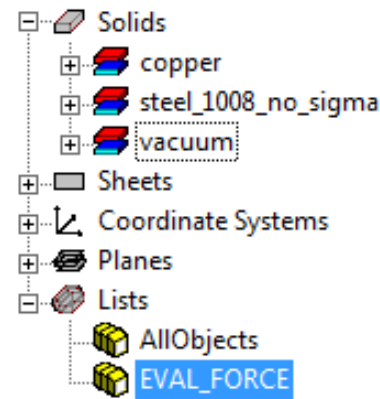 Solids
copper
steel_1008_no_sigma
vacuum
Sheets
Coordinate Systems
Planes
Lists
AllObjects
EVAL_FORCE